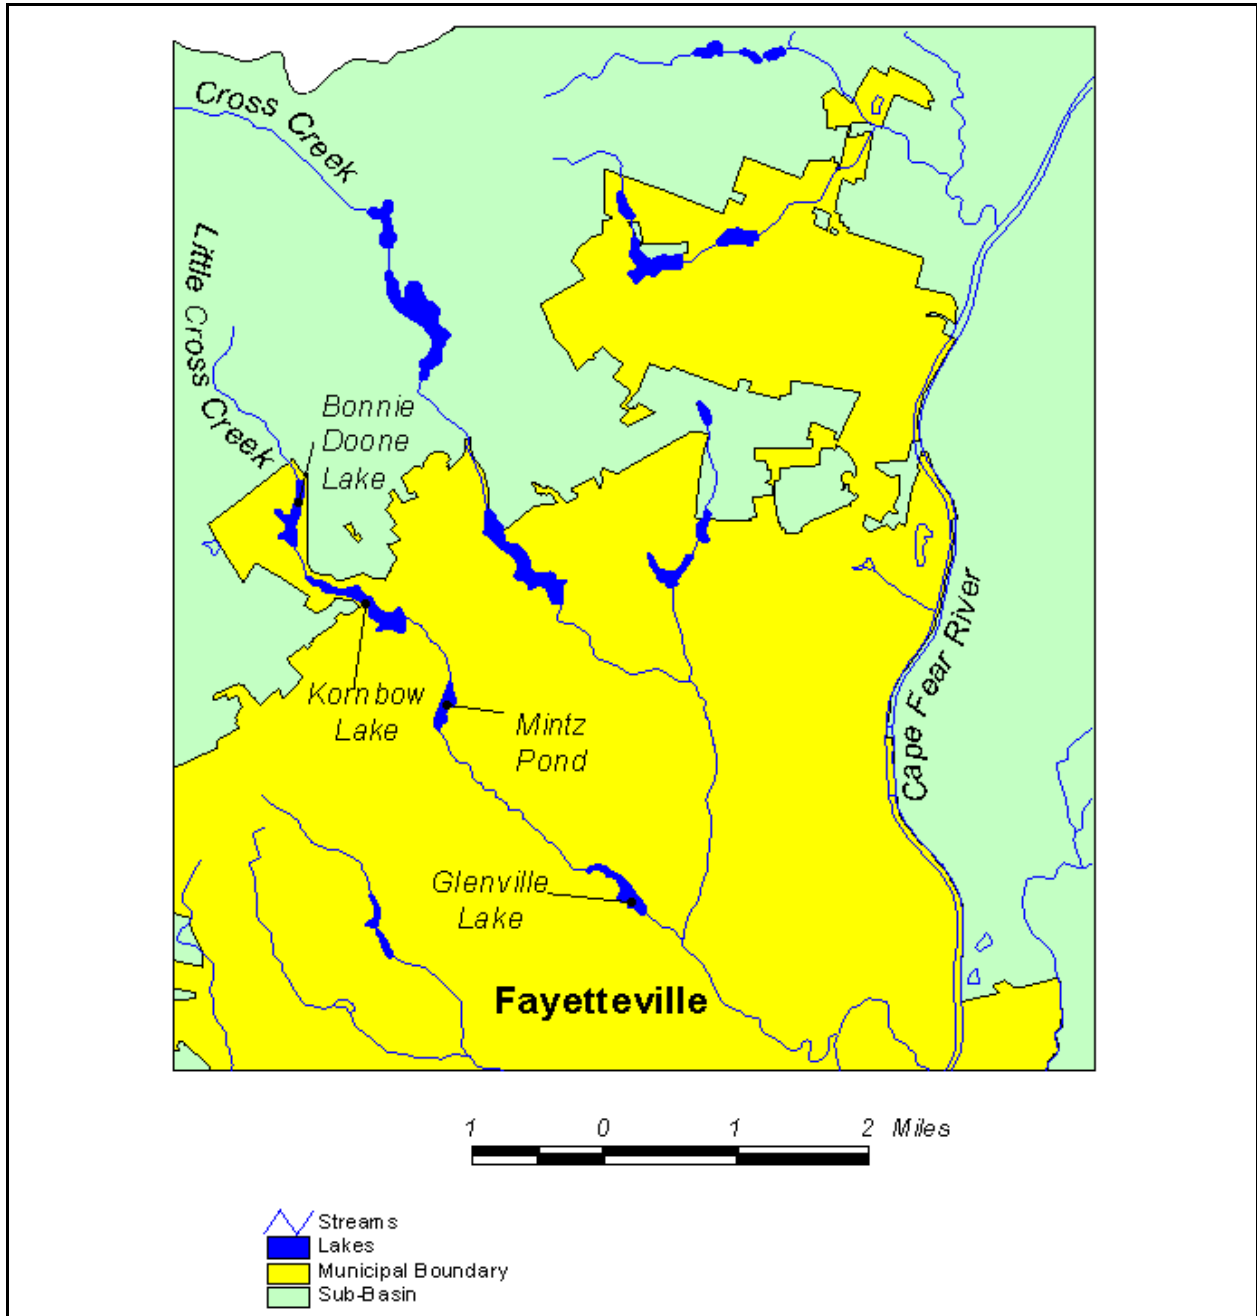 Cross Creek
Little Cross Creek
Bonnie
Doone
Lake
Kornbow
Lake
Mintz
Pond
Cape Fear River
Glenville
Lake
Fayetteville
1 0 1 2 Miles
Streams
Lakes
Municipal Boundary
Sub-Basin